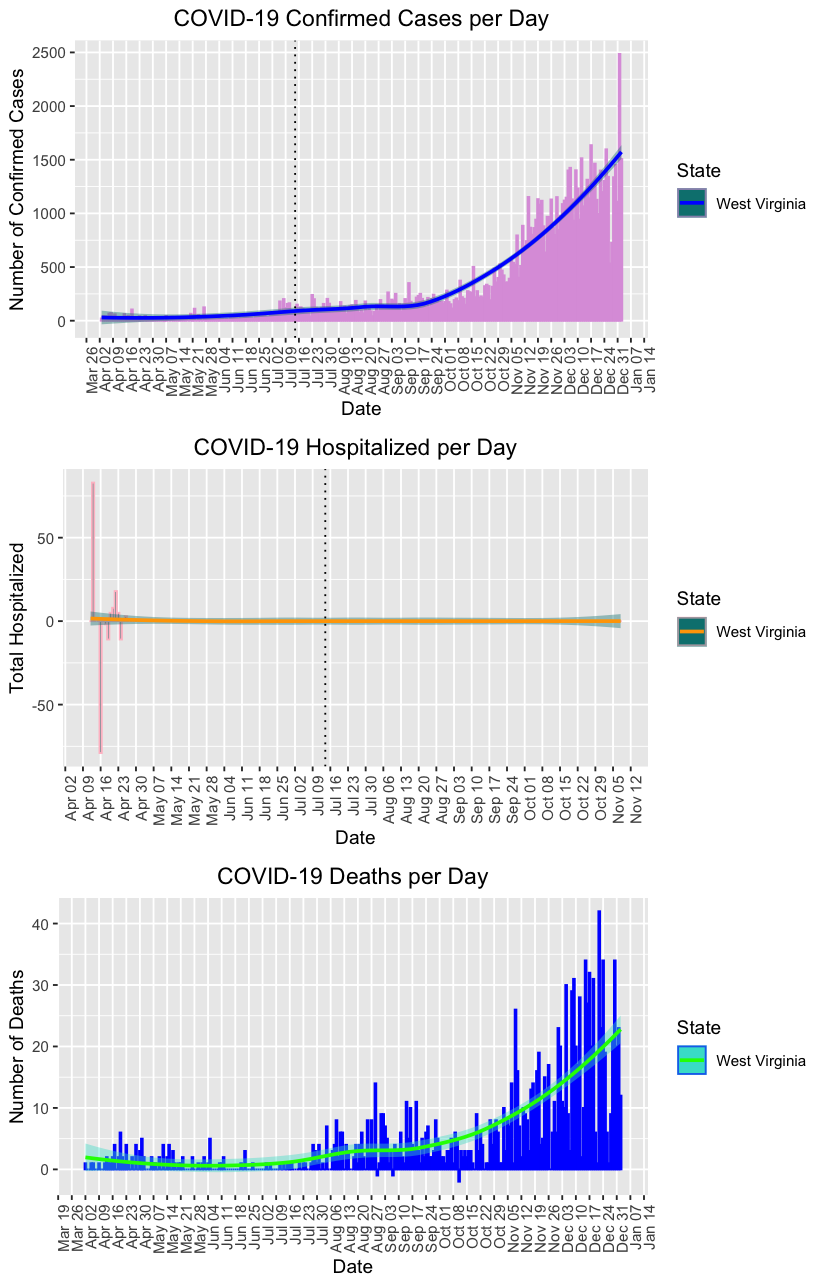 COVID-19 Confirmed Cases per Day
Number of Confirmed Cases
2500
2000
1500
1000
500
0
Mar 26
Apr 02
Apr 09
Apr 16
Apr 23
Apr 30
May 07
May 14
May 21
May 28
Jun 04
Jun 11
Jun 18
Jun 25
Jul 02
Jul 09
Jul 16
Jul 23
Jul 30
Aug 06
Aug 13
Aug 20
Aug 27
Sep 03
Sep 10
Sep 17
Sep 24
Oct 01
Oct 08
Oct 15
Oct 22
Oct 29
Nov 05
Nov 12
Nov 19
Nov 26
Dec 03
Dec 10
Dec 17
Dec 24
Dec 31
Jan 07
Jan 14
Date
State
West Virginia
COVID-19 Hospitalized per Day
Total Hospitalized
50
0
-50
Apr 02
Apr 09
Apr 16
Apr 23
Apr 30
May 07
May 14
May 21
May 28
Jun 04
Jun 11
Jun 18
Jun 25
Jul 02
Jul 09
Jul 16
Jul 23
Jul 30
Aug 06
Aug 13
Aug 20
Aug 27
Sep 03
Sep 10
Sep 17
Sep 24
Oct 01
Oct 08
Oct 15
Oct 22
Oct 29
Nov 05
Nov 12
Date
State
West Virginia
COVID-19 Deaths per Day
Number of Deaths
40
30
20
10
0
Mar 19
Mar 26
Apr 02
Apr 09
Apr 16
Apr 23
Apr 30
May 07
May 14
May 21
May 28
Jun 04
Jun 11
Jun 18
Jun 25
Jul 02
Jul 09
Jul 16
Jul 23
Jul 30
Aug 06
Aug 13
Aug 20
Aug 27
Sep 03
Sep 10
Sep 17
Sep 24
Oct 01
Oct 08
Oct 15
Oct 22
Oct 29
Nov 05
Nov 12
Nov 19
Nov 26
Dec 03
Dec 10
Dec 17
Dec 24
Dec 31
Jan 07
Jan 14
Date
State
West Virginia